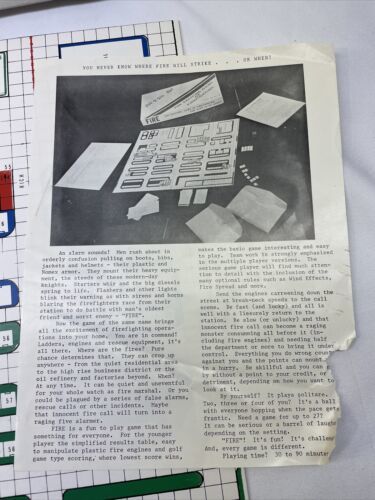 YOU NEVER KNOW WHERE FIRE WILL STRIKE . . . OR WHEN!
FIRE
An alarm sounds! Men rush about in
orderly confusion pulling on boots, bibs,
jackets and helmets - their plastic and
Nomex armor. They mount their heavy equip-
ment, the steeds of these modern-day
knights. Starters whir and the big diesels
spring to life. Flashers and other lights
blink their warning as with sirens and horns
blaring the firefighters race from their
station to do battle with man's oldest
friend and worst enemy - "FIRE"!
Now the game of the same name brings
all the excitement of firefighting opera-
tions into your home. You are in command!
Ladders, engines and rescue equipment, it's
all there. Where are the fires? Pure
chance determines that. They can crop up
anywhere - from the quiet residential area
to the high rise business district or the
oil refinery and factories beyond. When?
At any time. It can be quiet and uneventful
for your whole watch as fire marshal. Or you
could be plagued by a series of false alarms,
rescue calls or other incidents. Maybe
that innocent fire call will turn into a
raging five alarmer.
FIRE is a fun to play game that has
something for everyone. For the younger
player the simplified results table, easy
to manipulate plastic fire engines and golf
game type scoring, where lowest score wins,
makes the basic game interesting and easy
to play. Team work is strongly emphasized
in the multiple player versions. The
serious game player will find much atten-
tion to detail with the inclusion of the
many optional rules such as Wind Effects,
Fire Spread and more.
Send the engines carreening down the
street at break-neck speeds to the call
scene. Be fast (and lucky) and all is
well with a liesurely return to the
station. Be slow (or unlucky) and that
innocent fire call can become a raging
monster consuming all before it (in-
cluding fire engines) and needing half
the department or more to bring it under
control. Everything you do wrong
against you and the points can mount
in a hurry. Be skillful and you can
by without a point to your credit, or
detriment, depending on how you want to
look at it.
By yourself? It plays solitaire.
Two, three or four of you? It's a ball
with everyone hopping when the pace gets
frantic. Need a game for up to 27?
It can be serious or a barrel of laughs
depending on the setting.
"FIRE"! It's fun! It's
And, every game is different.
Playing time! 30 to 90
55
56
RICH